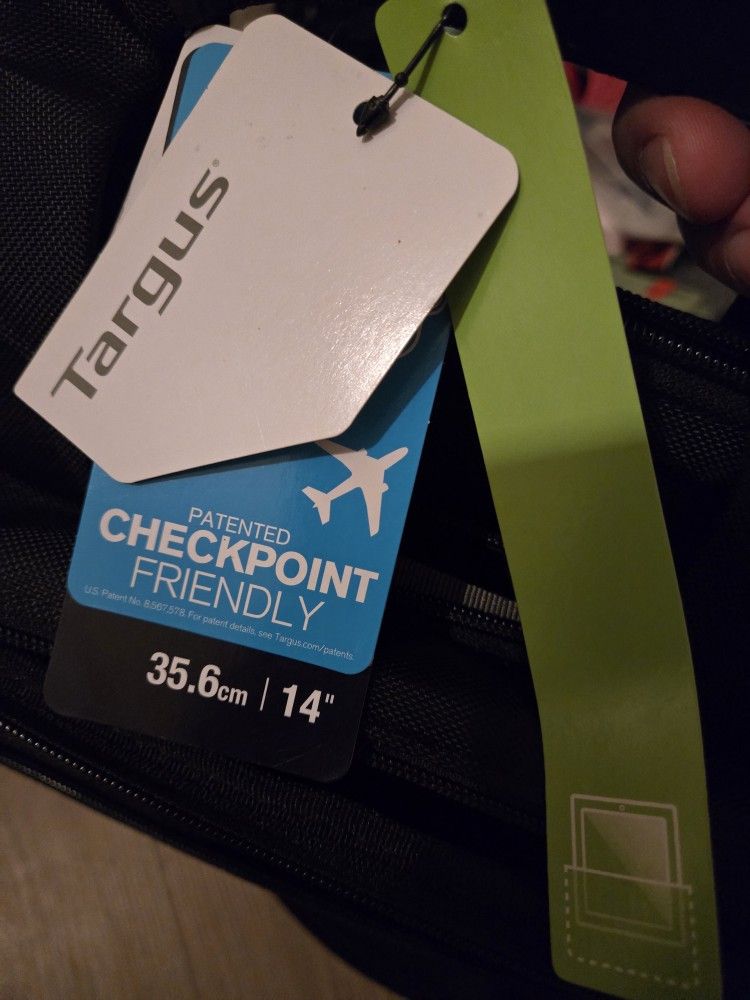 Targus®
PATENTED
CHECKPOINT
FRIENDLY
U.S. Patent No. 8,567,578. For patent details, see Targus.com/patents.
35.6cm | 14"